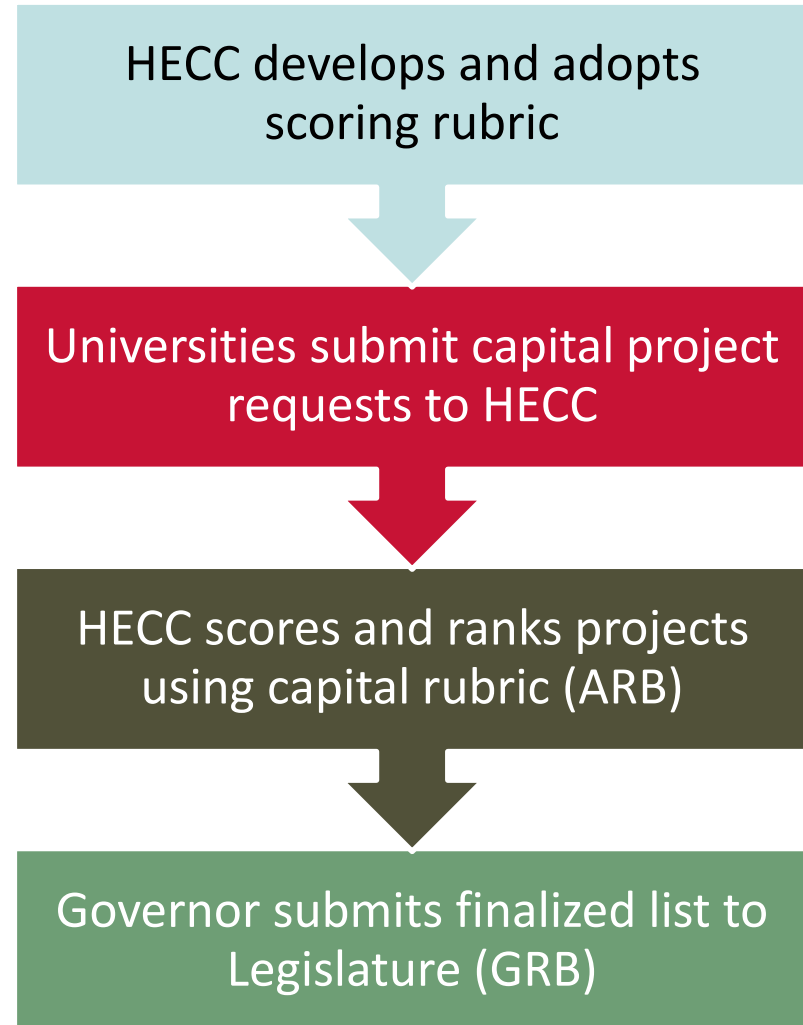 HECC develops and adopts
scoring rubric
Universities submit capital project
requests to HECC
HECC scores and ranks projects
using capital rubric (ARB)
Governor submits finalized list to
Legislature (GRB)